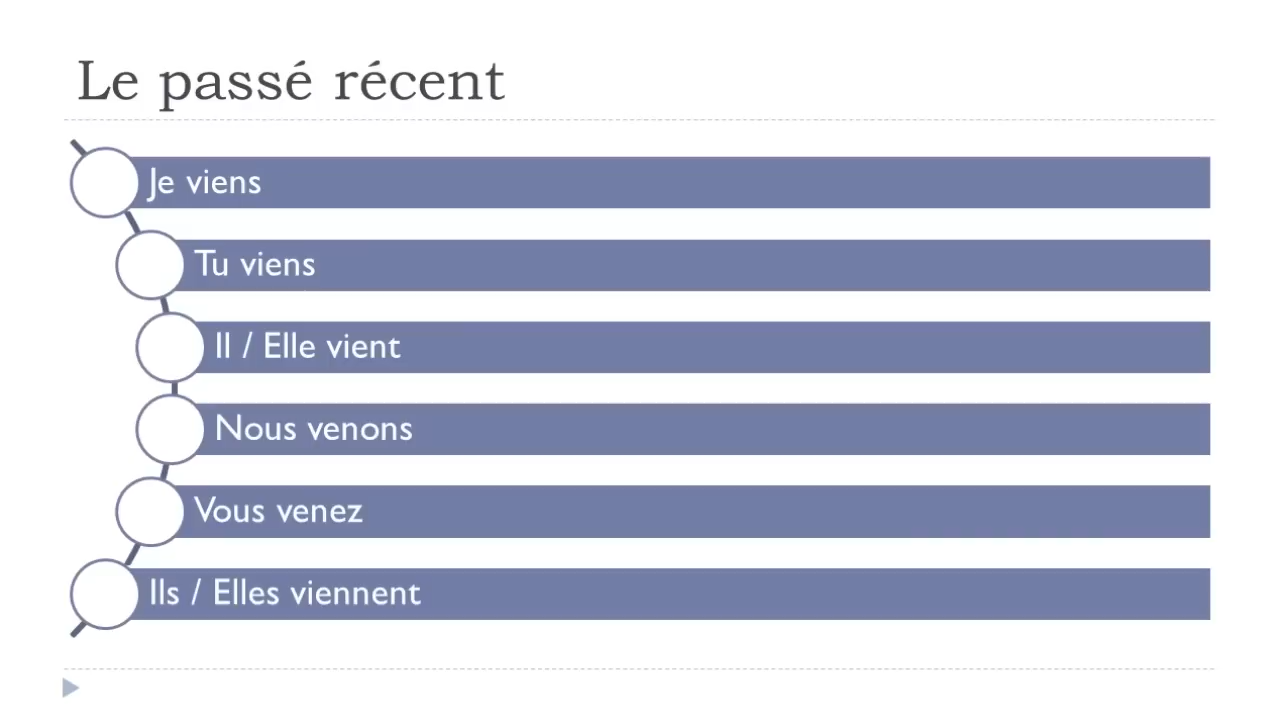 Le passé récent
Je viens
Tu viens
Il / Elle vient
Nous venons
Vous venez
Ils / Elles viennent